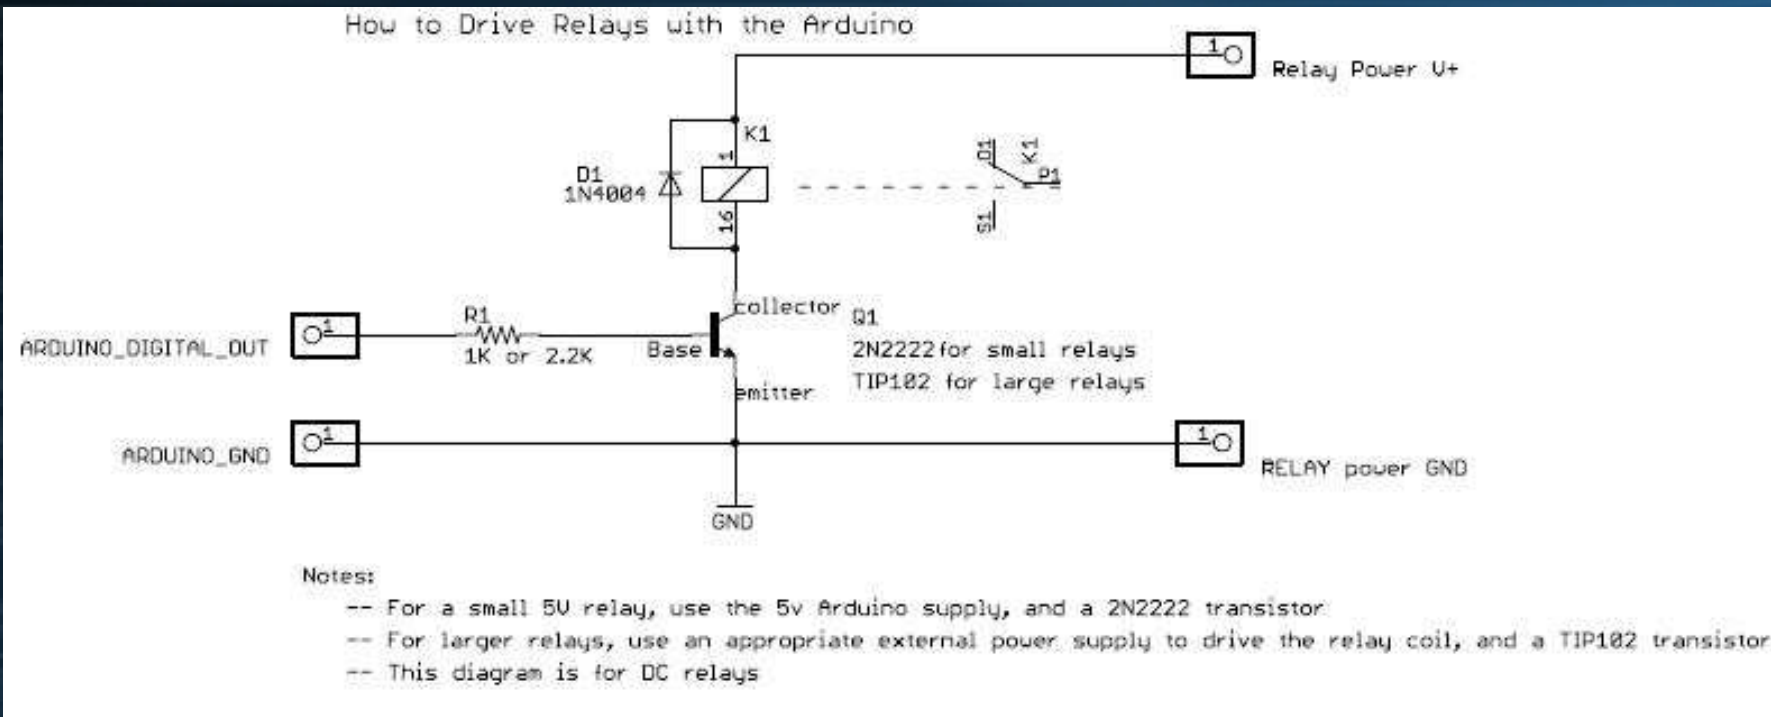 How to Drive Relays with the Arduino
1
Relay Power V+
K1
1
D1
1N4004
16
O1
K1
P1
S1
collector
R1
1
ARDUINO_DIGITAL_OUT
1K or 2.2K
Base
Q1
2N2222 for small relays
TIP102 for large relays
emitter
1
ARDUINO_GND
1
RELAY power GND
GND
Notes:
-- For a small 5V relay, use the 5v Arduino supply, and a 2N2222 transistor
-- For larger relays, use an appropriate external power supply to drive the relay coil, and a TIP102 transistor
-- This diagram is for DC relays